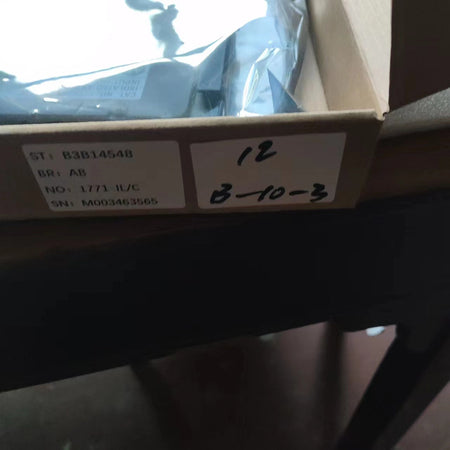 ST: B3B14548
BR: AB
NO: 1771 IL/C
SN: M003463565
12
B-10-3